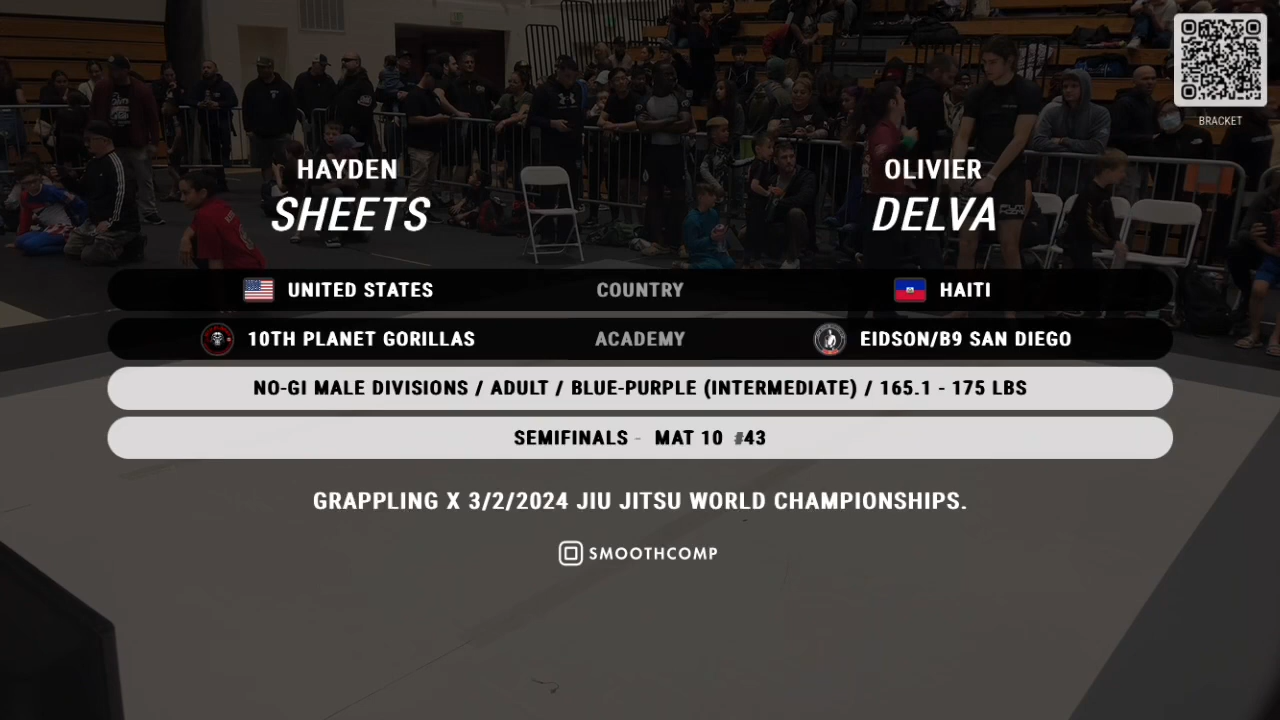 BRACKET
HAYDEN
SHEETS
OLIVIER
DELVA
UNITED STATES COUNTRY HAITI
10TH PLANET GORILLAS ACADEMY EIDSON/B9 SAN DIEGO
NO-GI MALE DIVISIONS / ADULT / BLUE-PURPLE (INTERMEDIATE) / 165.1 - 175 LBS
SEMIFINALS - MAT 10 #43
GRAPPLING X 3/2/2024 JIU JITSU WORLD CHAMPIONSHIPS.
SMOOTHCOMP